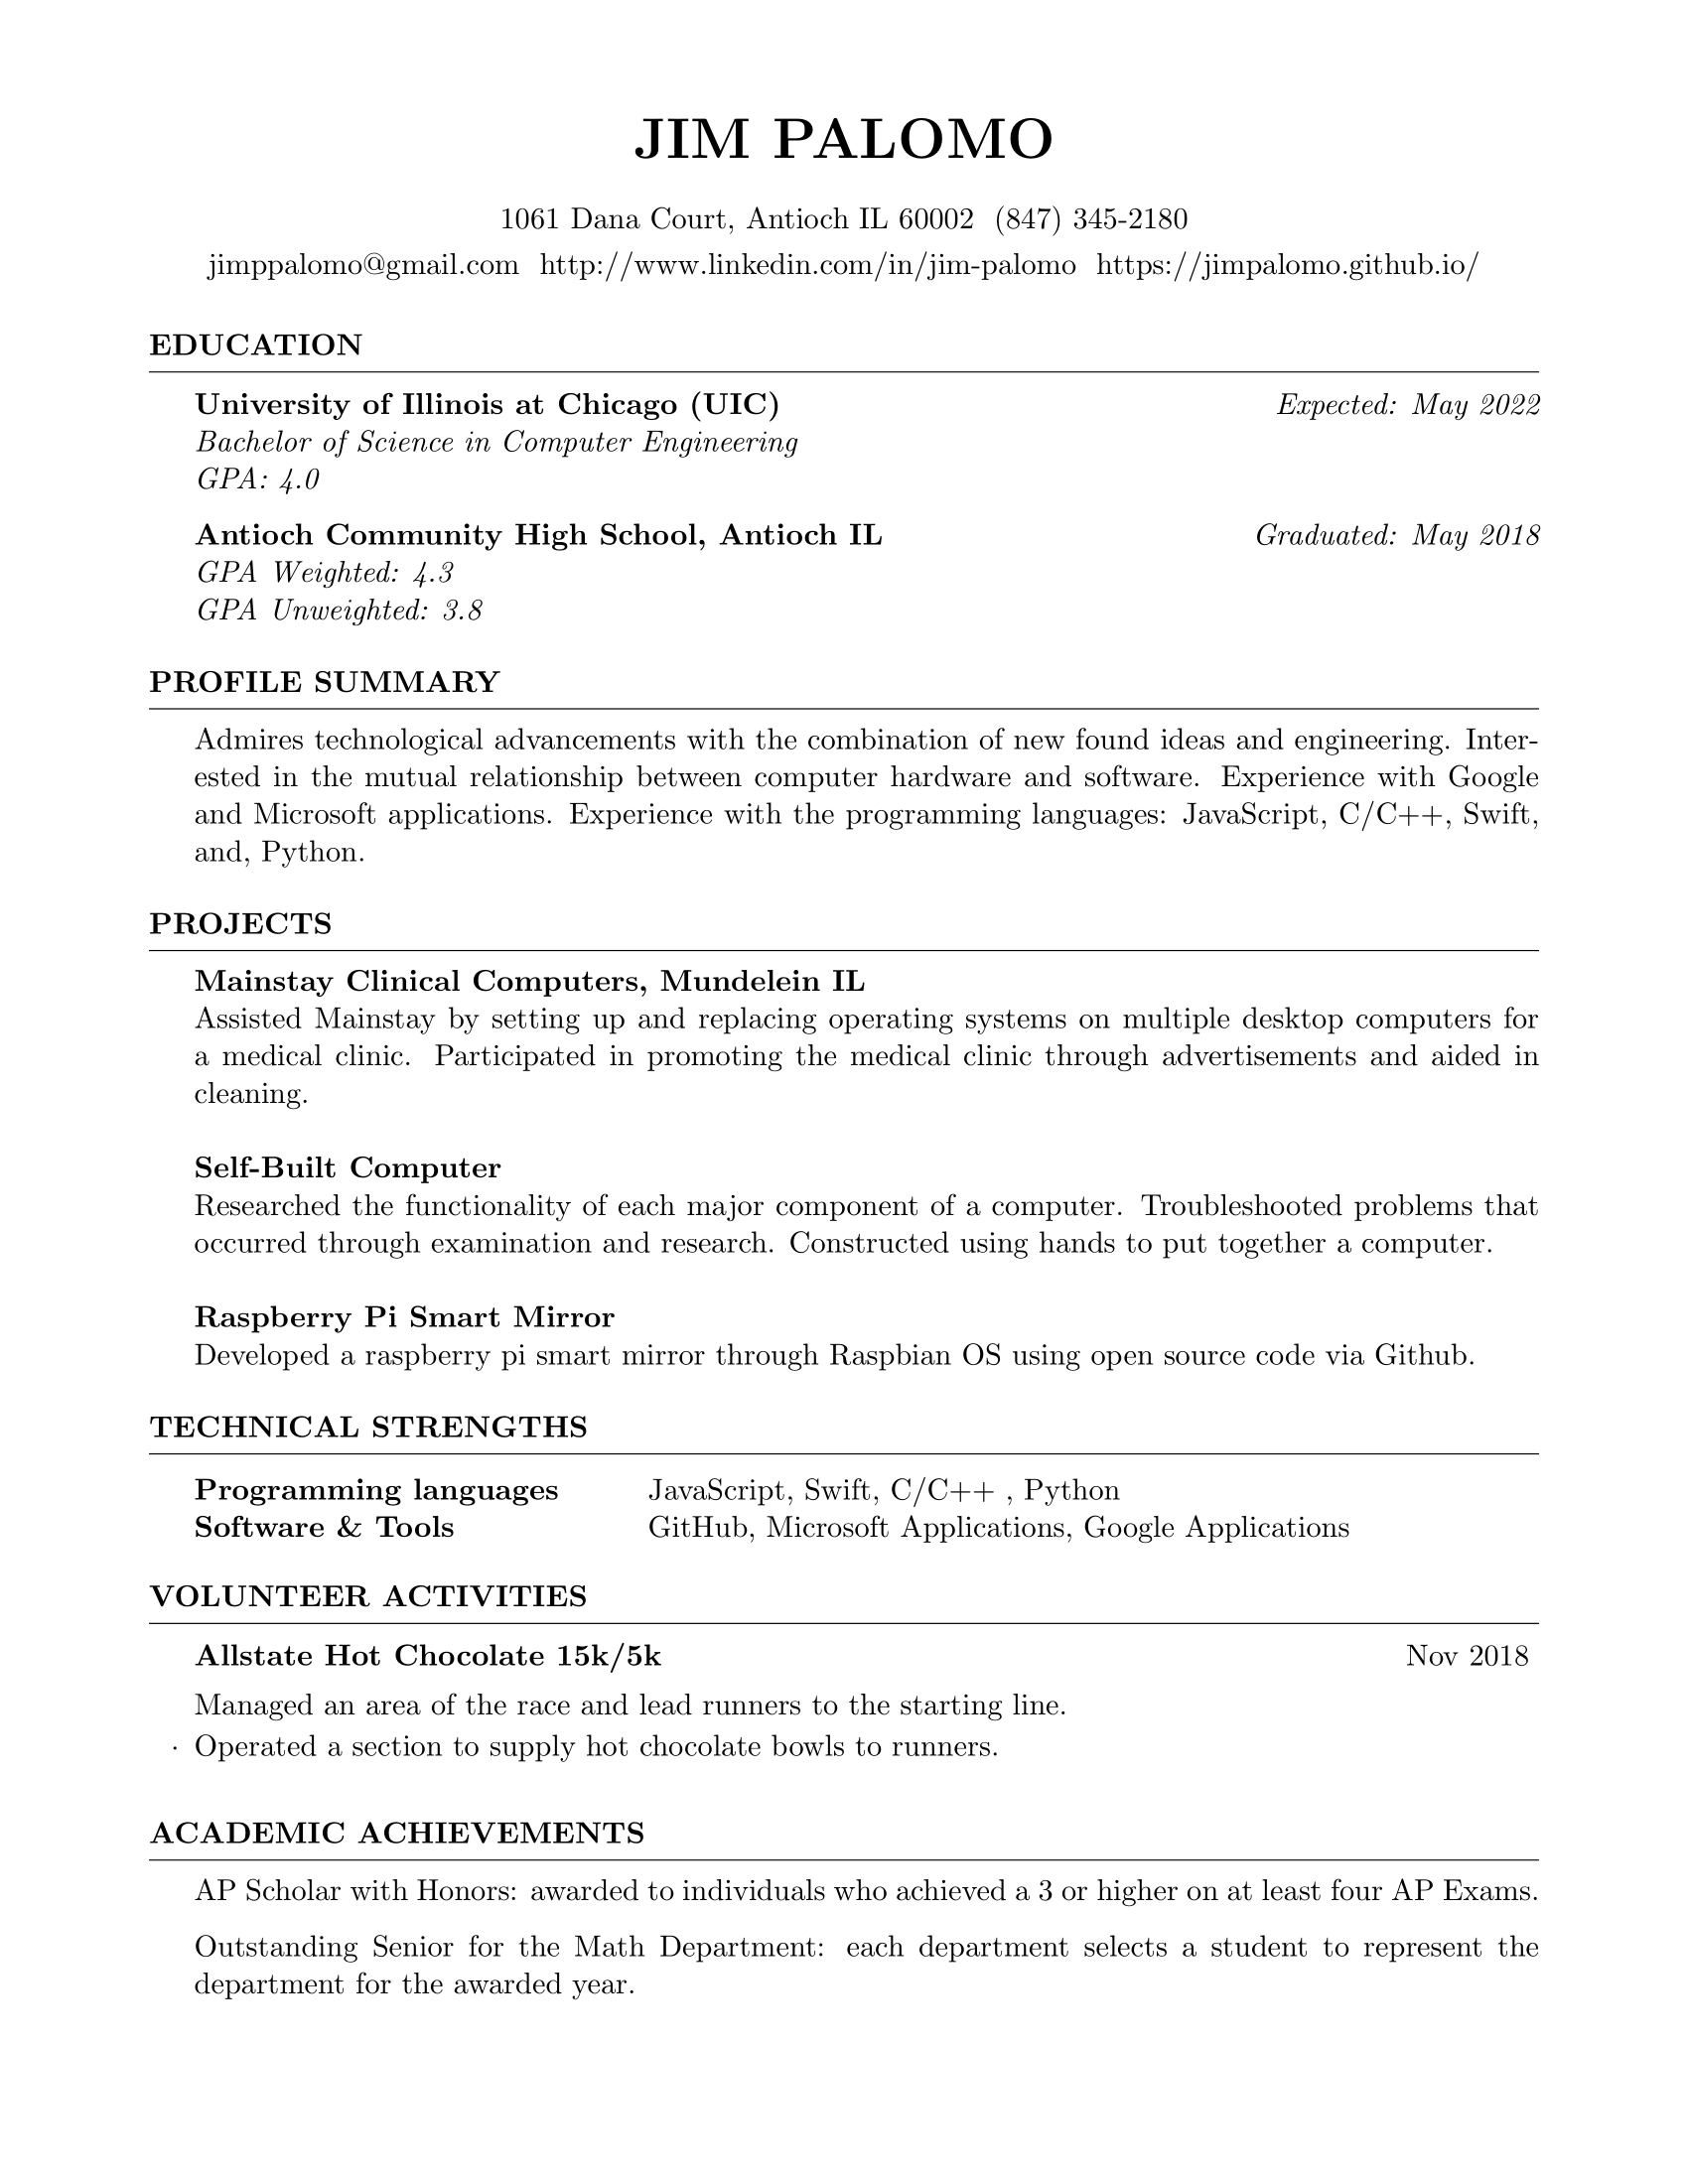 JIM PALOMO
1061 Dana Court, Antioch IL 60002 (847) 345-2180
jimppalomo@gmail.com http://www.linkedin.com/in/jim-palomo https://jimpalomo.github.io/
EDUCATION
University of Illinois at Chicago (UIC) Expected: May 2022
Bachelor of Science in Computer Engineering
GPA: 4.0
Antioch Community High School, Antioch IL Graduated: May 2018
GPA Weighted: 4.3
GPA Unweighted: 3.8
PROFILE SUMMARY
Admires technological advancements with the combination of new found ideas and engineering. Inter-
ested in the mutual relationship between computer hardware and software. Experience with Google
and Microsoft applications. Experience with the programming languages: JavaScript, C/C++, Swift,
and, Python.
PROJECTS
Mainstay Clinical Computers, Mundelein IL
Assisted Mainstay by setting up and replacing operating systems on multiple desktop computers for
a medical clinic. Participated in promoting the medical clinic through advertisements and aided in
cleaning.
Self-Built Computer
Researched the functionality of each major component of a computer. Troubleshooted problems that
occurred through examination and research. Constructed using hands to put together a computer.
Raspberry Pi Smart Mirror
Developed a raspberry pi smart mirror through Raspbian OS using open source code via Github.
TECHNICAL STRENGTHS
Programming languages JavaScript, Swift, C/C++ , Python
Software & Tools GitHub, Microsoft Applications, Google Applications
VOLUNTEER ACTIVITIES
Allstate Hot Chocolate 15k/5k Nov 2018
Managed an area of the race and lead runners to the starting line.
· Operated a section to supply hot chocolate bowls to runners.
ACADEMIC ACHIEVEMENTS
AP Scholar with Honors: awarded to individuals who achieved a 3 or higher on at least four AP Exams.
Outstanding Senior for the Math Department: each department selects a student to represent the
department for the awarded year.